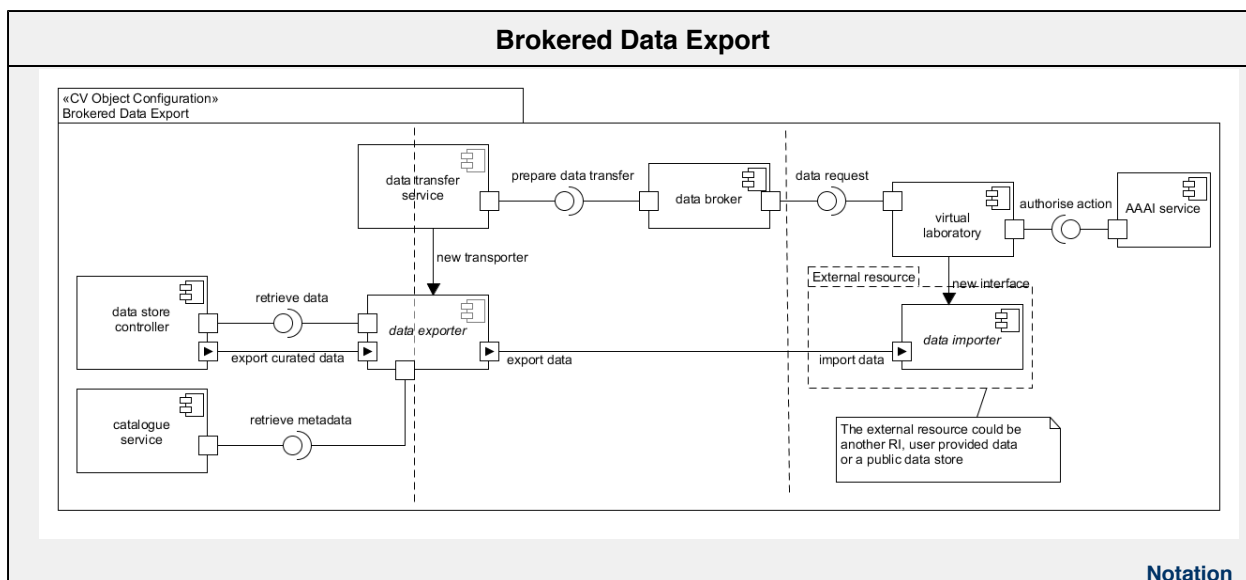 Brokered Data Export
«CV Object Configuration»
Brokered Data Export
data transfer
service
prepare data transfer
data broker
data request
virtual
laboratory
authorise action
AAAI service
new transporter
External resource
new interface
data store
controller
retrieve data
data exporter
data importer
export curated data
export data
import data
catalogue
service
retrieve metadata
The external resource could be
another RI, user provided data
or a public data store
Notation